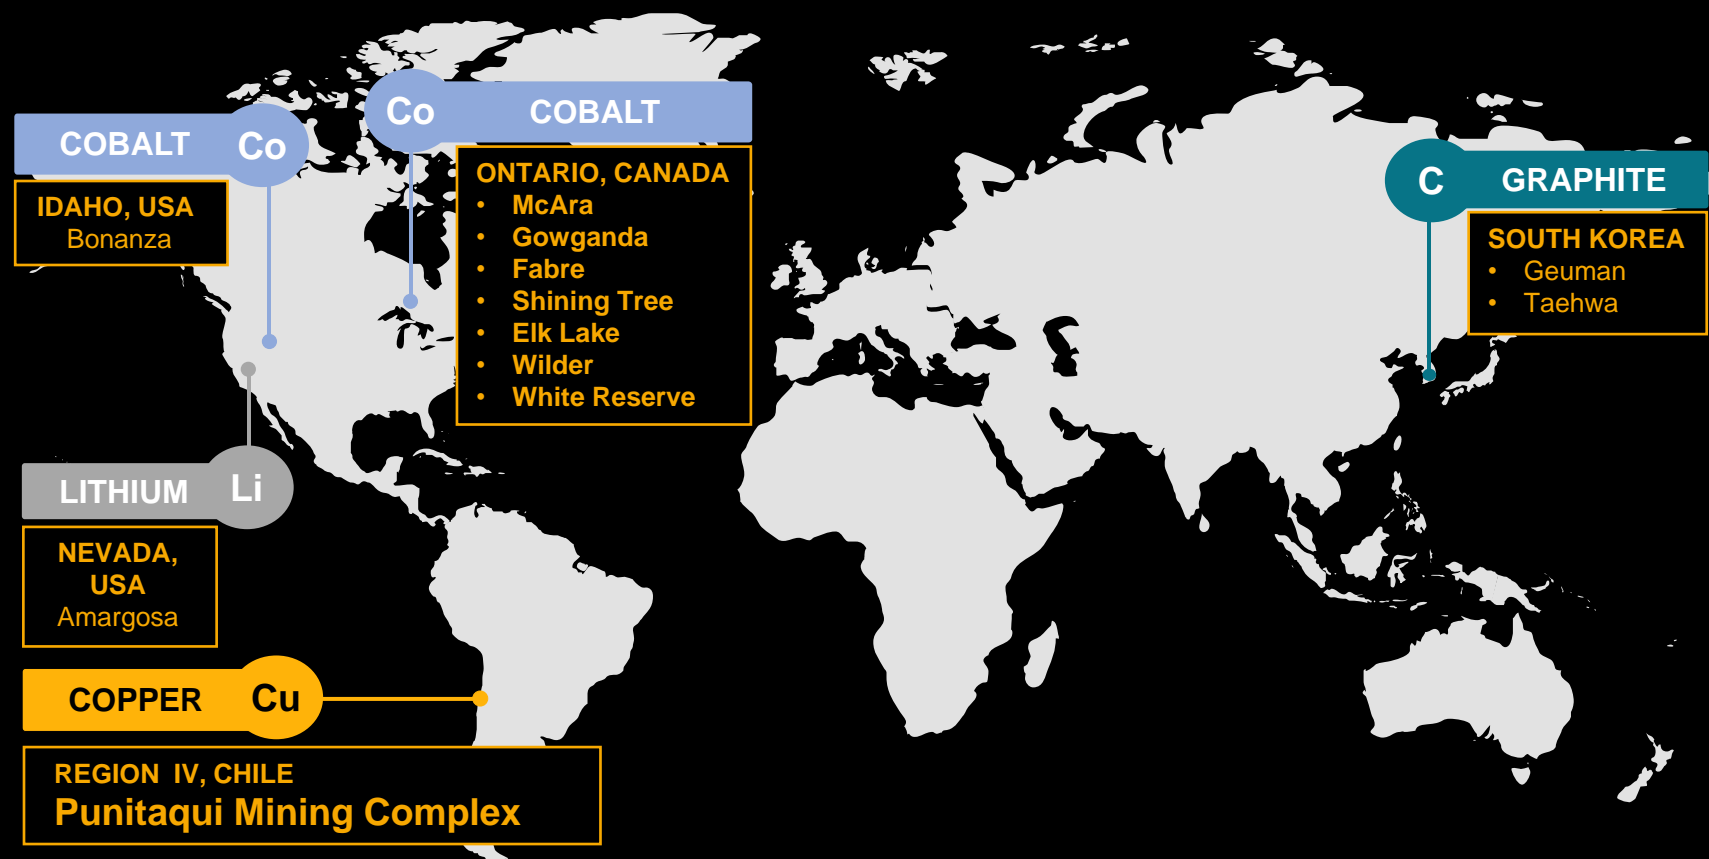 COBALT Co
IDAHO, USA
Bonanza
Co COBALT
ONTARIO, CANADA
• McAra
• Gowganda
• Fabre
• Shining Tree
• Elk Lake
• Wilder
• White Reserve
C GRAPHITE
SOUTH KOREA
• Geuman
• Taehwa
LITHIUM Li
NEVADA,
USA
Amargosa
COPPER Cu
REGION IV, CHILE
Punitaqui Mining Complex